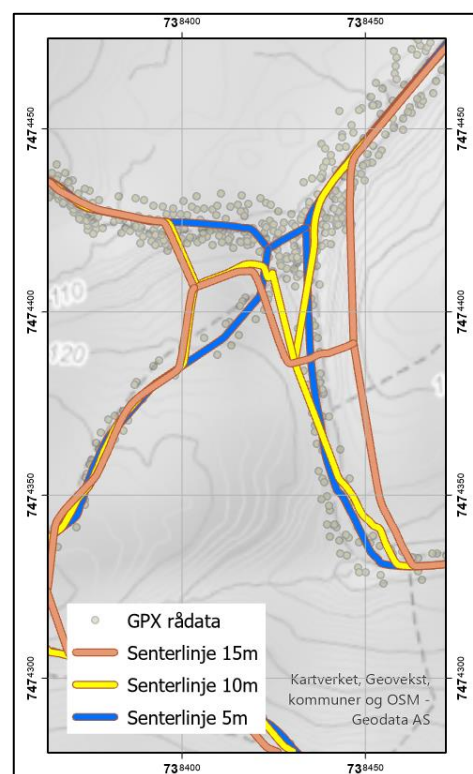 738400 738450
7474450 7474450
7474400 7474400
110
120
1
7474350 7474350
GPX rådata
Senterlinje 15m
Senterlinje 10m
Senterlinje 5m
7474300 7474300
Kartverket, Geovekst,
kommuner og OSM -
Geodata AS
738400 738450